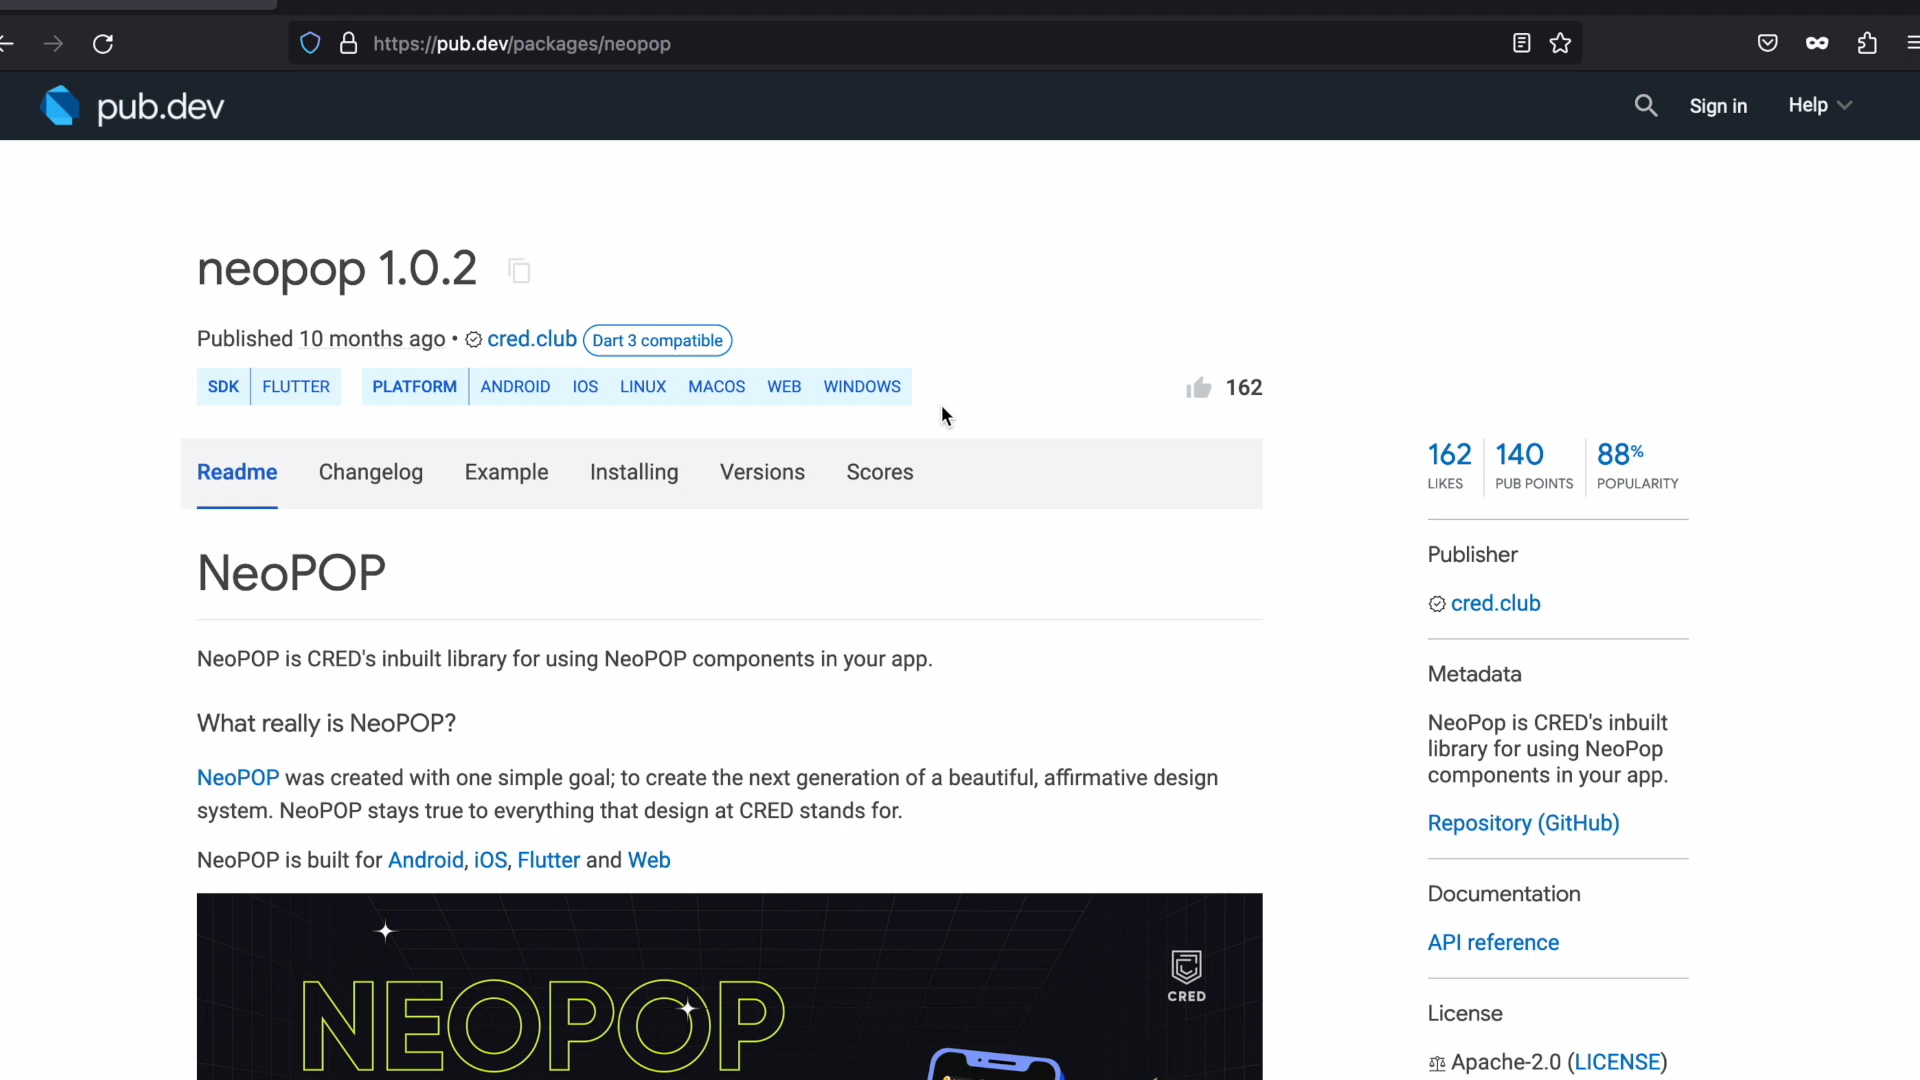 https://pub.dev/packages/neopop
pub.dev
Sign in
Help
neopop 1.0.2
Published 10 months ago • cred.club Dart 3 compatible
SDK FLUTTER PLATFORM ANDROID IOS LINUX MACOS WEB WINDOWS
162
Readme Changelog Example Installing Versions Scores
NeoPOP
NeoPOP is CRED's inbuilt library for using NeoPOP components in your app.
What really is NeoPOP?
NeoPOP was created with one simple goal; to create the next generation of a beautiful, affirmative design
system. NeoPOP stays true to everything that design at CRED stands for.
NeoPOP is built for Android, iOS, Flutter and Web
NEOPOP
CRED
162 140 88%
LIKES PUB POINTS POPULARITY
Publisher
cred.club
Metadata
NeoPop is CRED's inbuilt
library for using NeoPop
components in your app.
Repository (GitHub)
Documentation
API reference
License
Apache-2.0 (LICENSE)